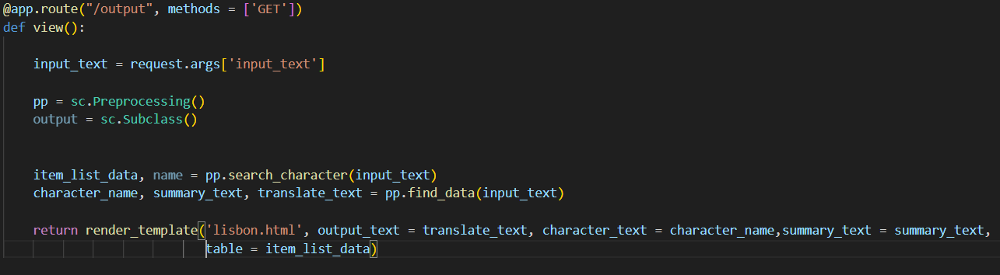 @app.route("/output", methods = ['GET'])
def view():
input_text = request.args['input_text']
pp = sc.Preprocessing()
output = sc.Subclass()
item_list_data, name = pp.search_character(input_text)
character_name, summary_text, translate_text = pp.find_data(input_text)
return render_template('lisbon.html', output_text = translate_text, character_text = character_name,summary_text = summary_text,
table = item_list_data)